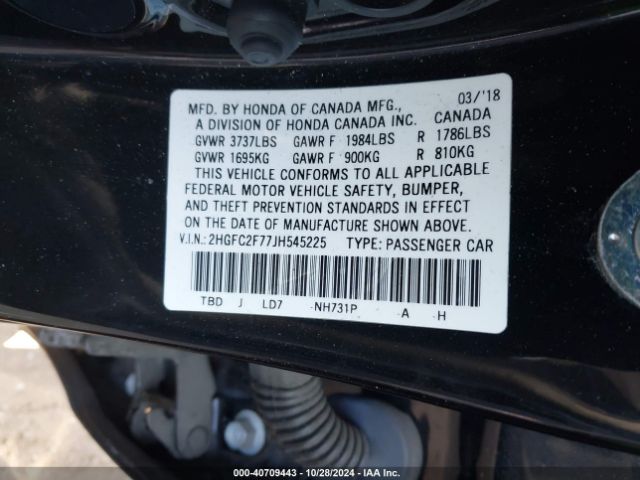 MFD. BY HONDA OF CANADA MFG., 03/'18
A DIVISION OF HONDA CANADA INC. CANADA
GVWR 3737LBS GAWR F 1984LBS R 1786LBS
GVWR 1695KG GAWR F 900KG R 810KG
THIS VEHICLE CONFORMS TO ALL APPLICABLE
FEDERAL MOTOR VEHICLE SAFETY, BUMPER,
AND THEFT PREVENTION STANDARDS IN EFFECT
ON THE DATE OF MANUFACTURE SHOWN ABOVE.
V.I.N.: 2HGFC2F77JH545225 TYPE: PASSENGER CAR
TBD J LD7 -NH731P -A -H
000-40709443 - 10/28/2024 - IAA Inc.